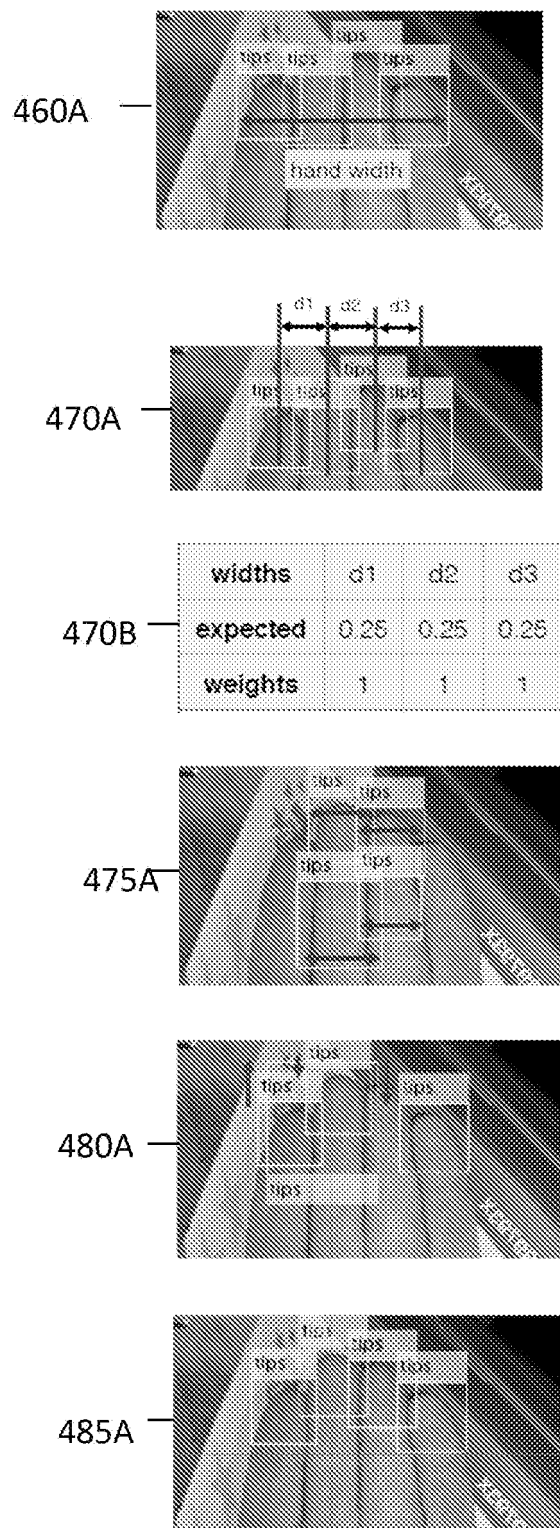 tips
tips tips tips
460A
hand width
d1 d2 d3
tips
tips tips tips
470A
widths d1 d2 d3
470B expected 0.25 0.25 0.25
weights 1 1 1
tips
tips
tips tips
475A
tips
tips tips
480A
tips
tips
tips
tips tips
485A